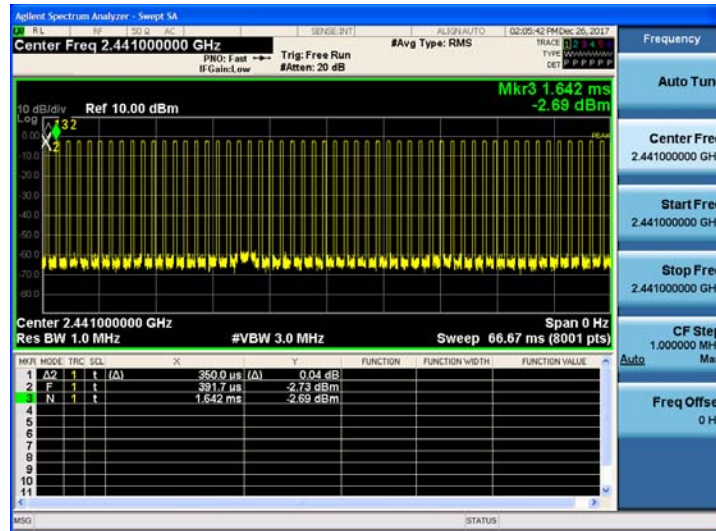 Agilent Spectrum Analyzer - Swept SA
RL RF 50 Ω AC SENSE:INT ALIGNAUTO 02:05:42 PM Dec 26, 2017
Center Freq 2.441000000 GHz #Avg Type: RMS TRACE 1 2 3 4 5 6
PNO: Fast Trig: Free Run TYPE
IFGain:Low #Atten: 20 dB DET P P P P P P
Mkr3 1.642 ms
10 dB/div Ref 10.00 dBm -2.69 dBm
Log
0.00
-10.0
-20.0
-30.0
-40.0
-50.0
-60.0
-70.0
-80.0
1 3 2
2
PEAK
Center 2.441000000 GHz Span 0 Hz
Res BW 1.0 MHz #VBW 3.0 MHz Sweep 66.67 ms (8001 pts)
MKR MODE TRC SCL X Y FUNCTION FUNCTION WIDTH FUNCTION VALUE
1 Δ2 1 t (Δ) 350.0 µs (Δ) 0.04 dB
2 F 1 t 391.7 µs -2.73 dBm
3 N 1 t 1.642 ms -2.69 dBm
4
5
6
7
8
9
10
11
MSG STATUS
Frequency
Auto Tun
Center Fre
2.441000000 GH
Start Fre
2.441000000 GH
Stop Fre
2.441000000 GH
CF Step
1.000000 MH
Auto Ma
Freq Offse
0 H